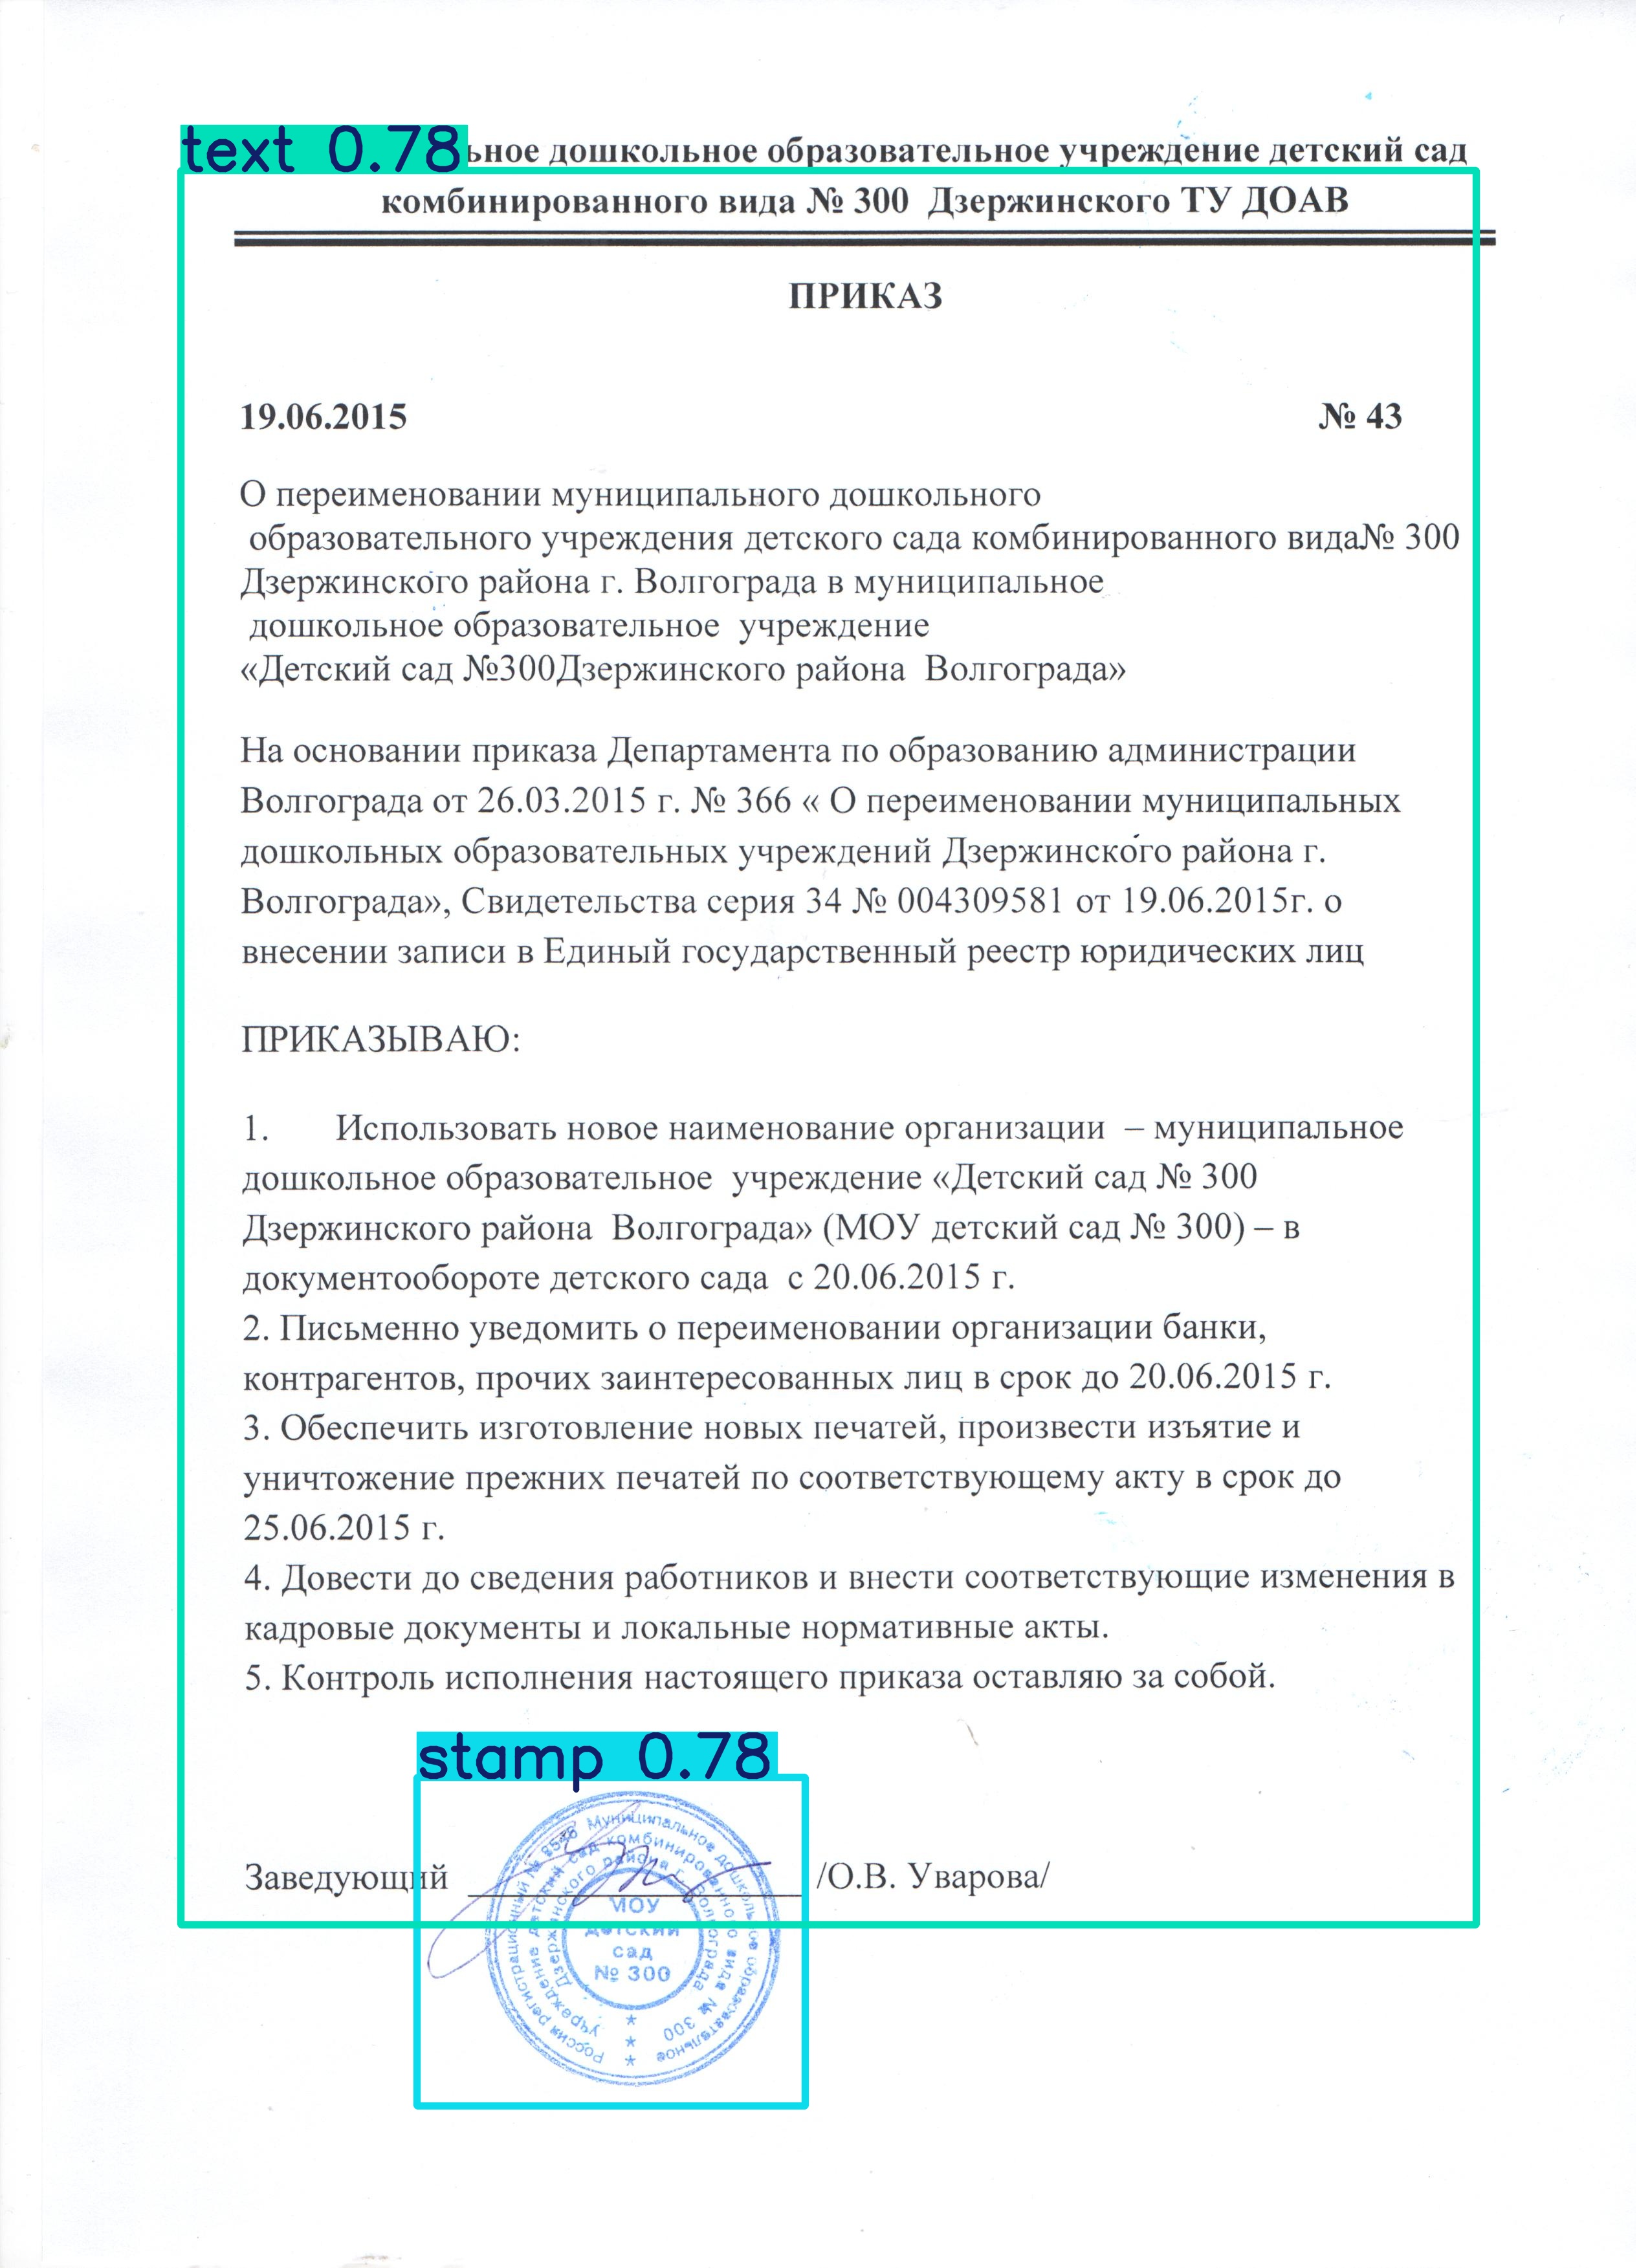 text 0.78
ьное дошкольное образовательное учреждение детский сад
комбинированного вида № 300 Дзержинского ТУ ДОАВ
ПРИКАЗ
19.06.2015 № 43
О переименовании муниципального дошкольного
образовательного учреждения детского сада комбинированного вида№ 300
Дзержинского района г. Волгограда в муниципальное
дошкольное образовательное учреждение
«Детский сад №300Дзержинского района Волгограда»
На основании приказа Департамента по образованию администрации
Волгограда от 26.03.2015 г. № 366 « О переименовании муниципальных
дошкольных образовательных учреждений Дзержинского района г.
Волгограда», Свидетельства серия 34 № 004309581 от 19.06.2015г. о
внесении записи в Единый государственный реестр юридических лиц
ПРИКАЗЫВАЮ:
1. Использовать новое наименование организации – муниципальное
дошкольное образовательное учреждение «Детский сад № 300
Дзержинского района Волгограда» (МОУ детский сад № 300) – в
документообороте детского сада с 20.06.2015 г.
2. Письменно уведомить о переименовании организации банки,
контрагентов, прочих заинтересованных лиц в срок до 20.06.2015 г.
3. Обеспечить изготовление новых печатей, произвести изъятие и
уничтожение прежних печатей по соответствующему акту в срок до
25.06.2015 г.
4. Довести до сведения работников и внести соответствующие изменения в
кадровые документы и локальные нормативные акты.
5. Контроль исполнения настоящего приказа оставляю за собой.
stamp 0.78
Заведующий /О.В. Уварова/
Россия регистрационный № Муниципальное дошкольное образовательное
учреждение детский сад комбинированного вида № 300
Дзержинского района г. Волгограда
МОУ
детский
сад
№ 300